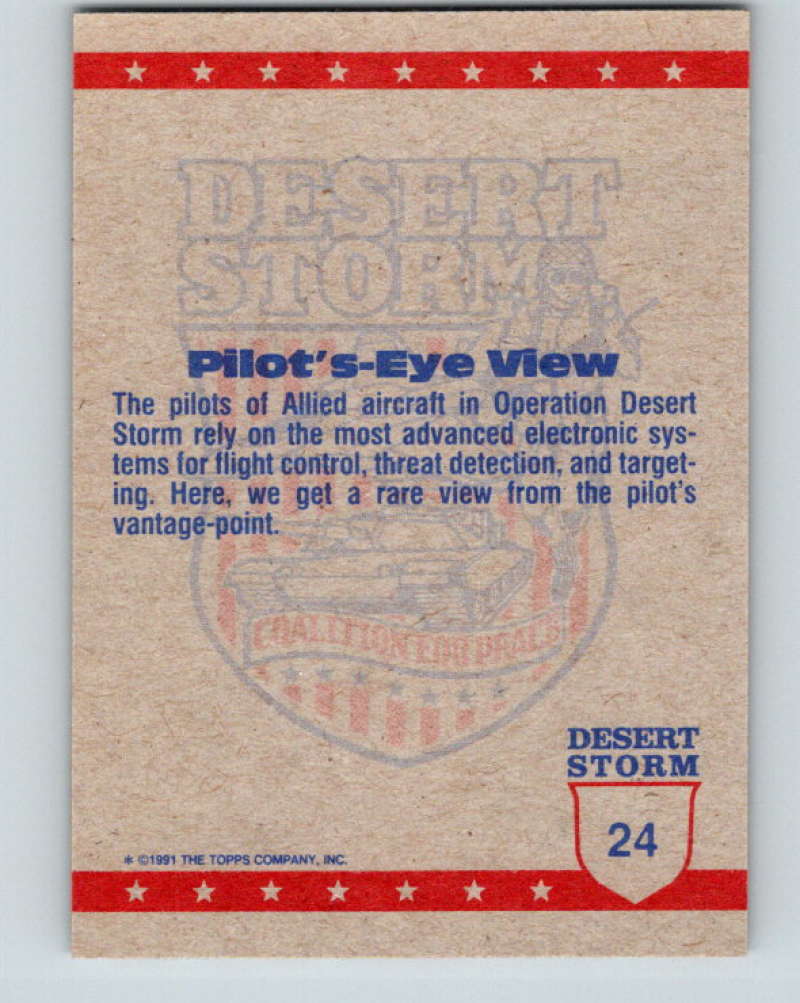 DESERT
STORM
Pilot's-Eye View
The pilots of Allied aircraft in Operation Desert
Storm rely on the most advanced electronic sys-
tems for flight control, threat detection, and target-
ing. Here, we get a rare view from the pilot's
vantage-point.
COALITION FOR PEACE
DESERT
STORM
24
* ©1991 THE TOPPS COMPANY, INC.